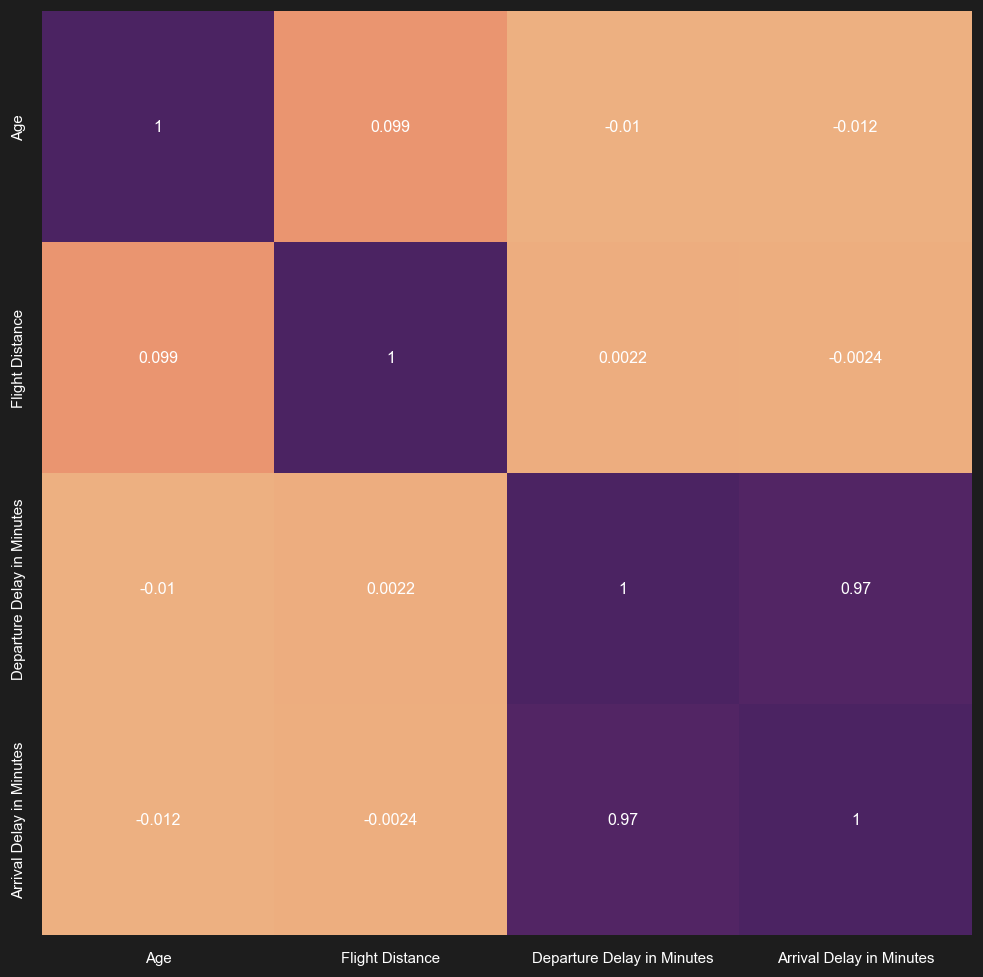 Age 1 0.099 -0.01 -0.012
Flight Distance 0.099 1 0.0022 -0.0024
Departure Delay in Minutes -0.01 0.0022 1 0.97
Arrival Delay in Minutes -0.012 -0.0024 0.97 1
Age Flight Distance Departure Delay in Minutes Arrival Delay in Minutes